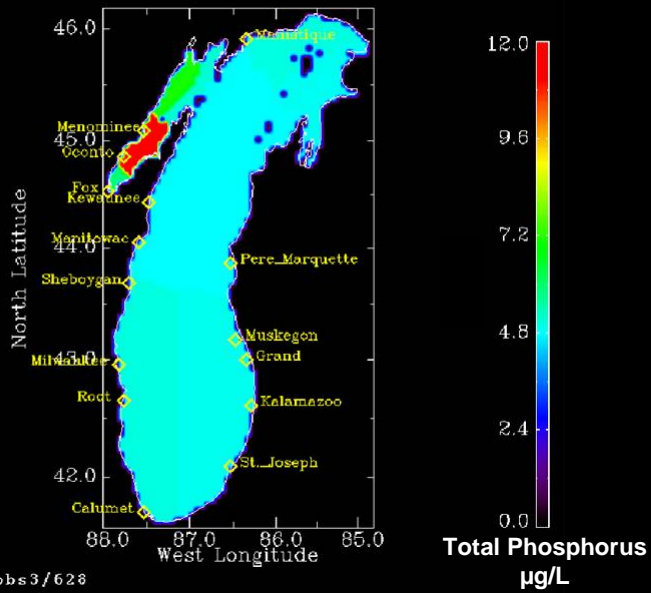 46.0
Manistique
12.0
Menominee
45.0
9.6
Oconto
Fox
Kewaunee
7.2
Manitowac
44.0
Pere_Marquette
Sheboygan
North Latitude
4.8
Muskegon
Milwaukee
43.0
Grand
Root
Kalamazoo
2.4
42.0
St._Joseph
Calumet
0.0
88.0
87.0
86.0
85.0
West Longitude
Total Phosphorus
µg/L
obs3/628